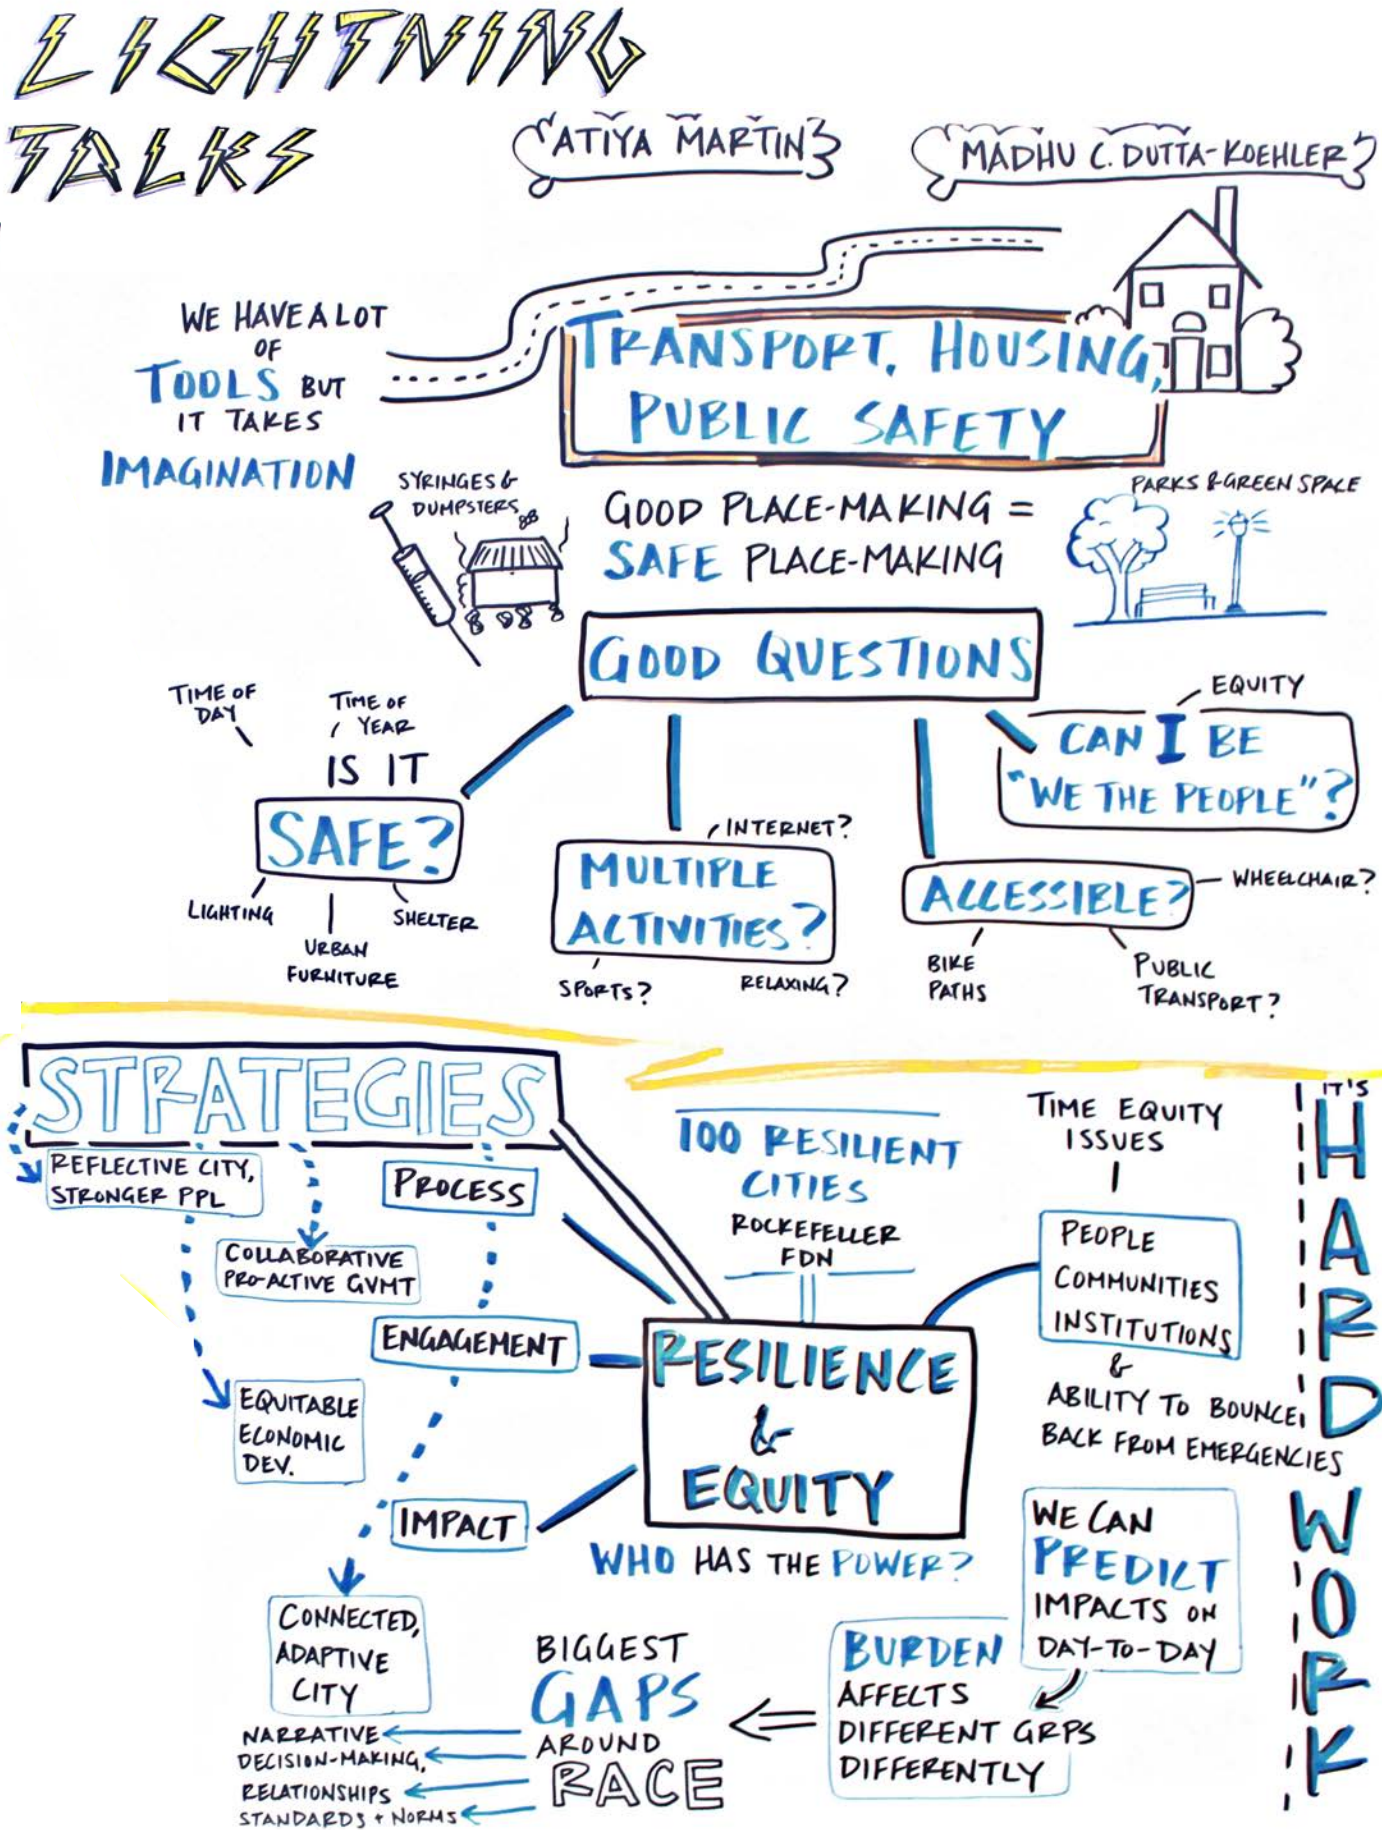 LIGHTNING
TALKS
ATIYA MARTIN
MADHU C. DUTTA-KOEHLER
WE HAVE A LOT
OF
TOOLS BUT
IT TAKES
IMAGINATION
TRANSPORT, HOUSING,
PUBLIC SAFETY
SYRINGES &
DUMPSTERS
GOOD PLACE-MAKING =
SAFE PLACE-MAKING
PARKS & GREEN SPACE
GOOD QUESTIONS
TIME OF
DAY
TIME OF
YEAR
IS IT
SAFE?
LIGHTING
URBAN
FURNITURE
SHELTER
INTERNET?
MULTIPLE
ACTIVITIES?
SPORTS?
RELAXING?
ACCESSIBLE?
WHEELCHAIR?
BIKE
PATHS
PUBLIC
TRANSPORT?
EQUITY
CAN I BE
"WE THE PEOPLE"?
STRATEGIES
REFLECTIVE CITY,
STRONGER PPL
COLLABORATIVE
PRO-ACTIVE GVMT
EQUITABLE
ECONOMIC
DEV.
PROCESS
ENGAGEMENT
IMPACT
CONNECTED,
ADAPTIVE
CITY
100 RESILIENT
CITIES
ROCKEFELLER
FDN
RESILIENCE
&
EQUITY
WHO HAS THE POWER?
TIME EQUITY
ISSUES
PEOPLE
COMMUNITIES
INSTITUTIONS
&
ABILITY TO BOUNCE
BACK FROM EMERGENCIES
WE CAN
PREDICT
IMPACTS ON
DAY-TO-DAY
BURDEN
AFFECTS
DIFFERENT GRPS
DIFFERENTLY
BIGGEST
GAPS
AROUND
RACE
NARRATIVE
DECISION-MAKING,
RELATIONSHIPS
STANDARDS + NORMS
IT'S
HARD
WORK